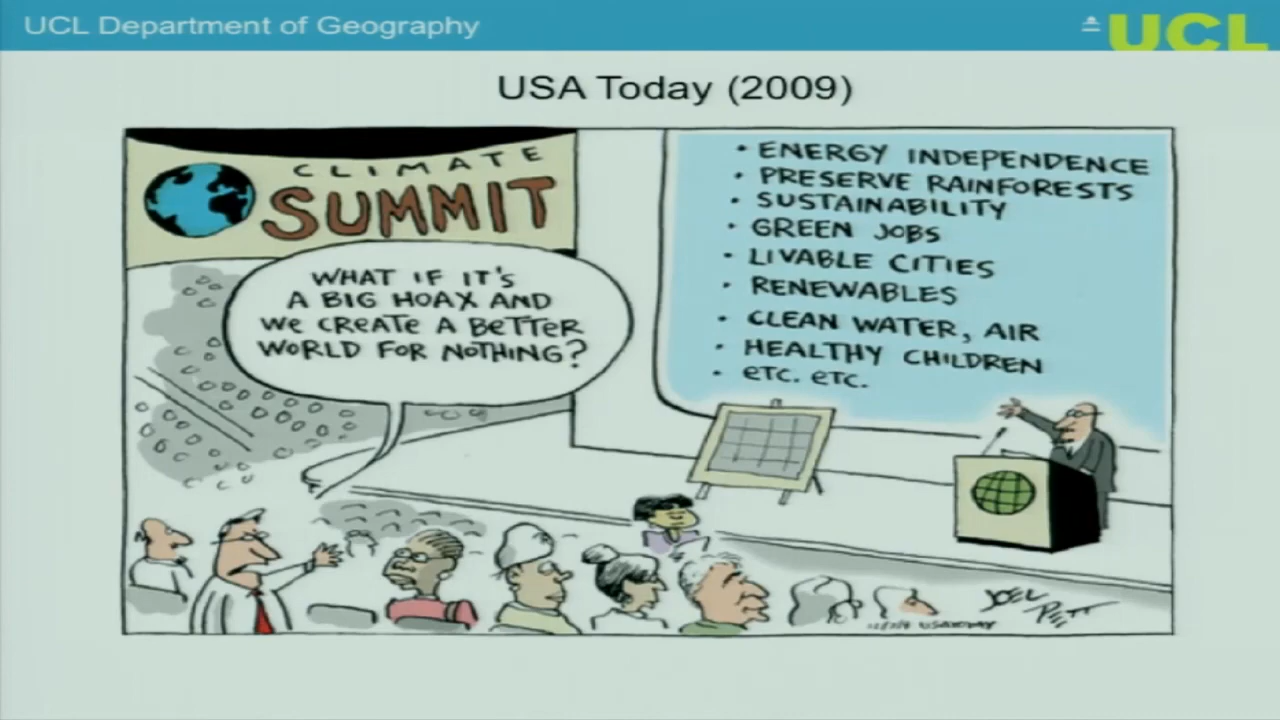 UCL Department of Geography
UCL
USA Today (2009)
CLIMATE
SUMMIT
WHAT IF IT'S
A BIG HOAX AND
WE CREATE A BETTER
WORLD FOR NOTHING?
• ENERGY INDEPENDENCE
• PRESERVE RAINFORESTS
• SUSTAINABILITY
• GREEN JOBS
• LIVABLE CITIES
• RENEWABLES
• CLEAN WATER, AIR
• HEALTHY CHILDREN
• ETC. ETC.
JOEL
PETT
USA TODAY